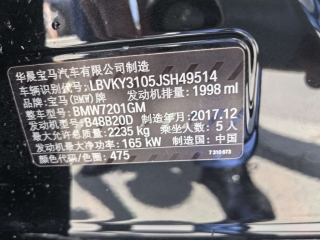 华晨宝马汽车有限公司制造
车辆识别代号: LBVKY3105JSH49514
品牌: 宝马(BMW)牌 发动机排量: 1998 ml
整车型号: BMW7201GM
发动机型号: B48B20D 制造年月: 2017.12
最大允许总质量: 2235 kg 乘坐人数: 5 人
发动机最大净功率: 165 kW 制造国: 中国
颜色代码/色面: 475
7 310 873